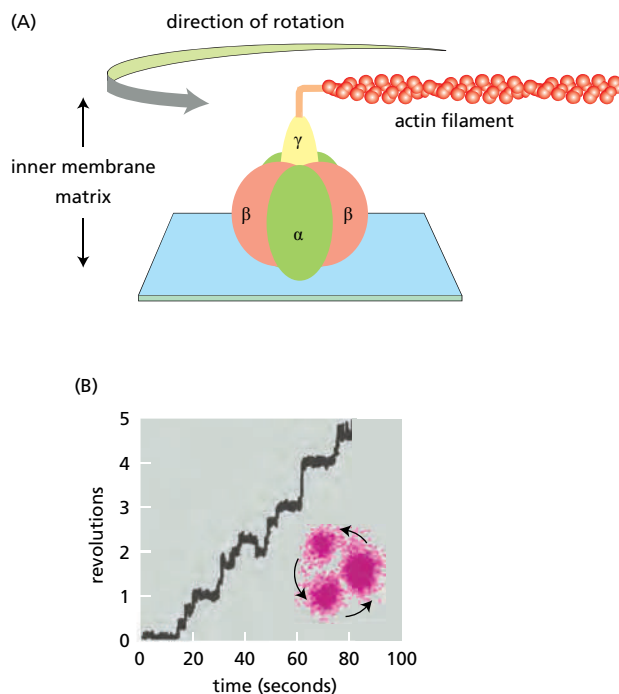 (A)
direction of rotation
actin filament
inner membrane
matrix
γ
β
β
α
(B)
revolutions
5
4
3
2
1
0
0
20
40
60
80
100
time (seconds)